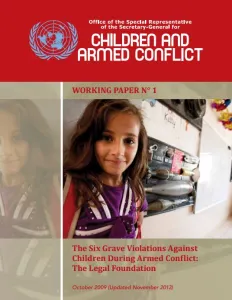 Office of the Special Representative
of the Secretary-General for
CHILDREN AND
ARMED CONFLICT
WORKING PAPER N° 1
The Six Grave Violations Against
Children During Armed Conflict:
The Legal Foundation
October 2009 (Updated November 2013)